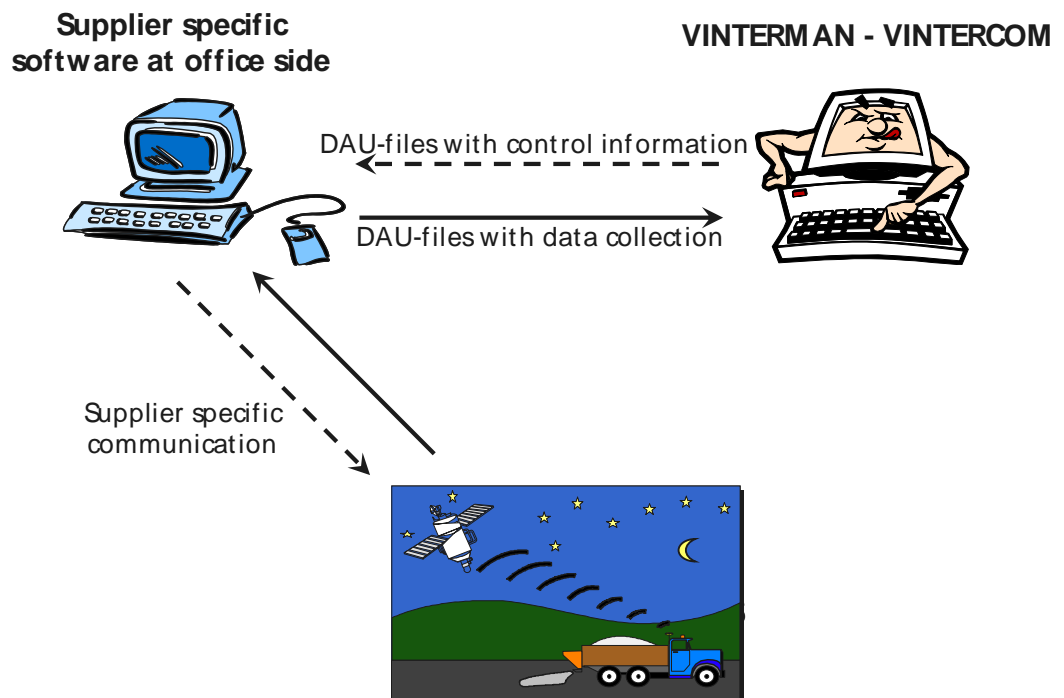 Supplier specific
software at office side
VINTERMAN - VINTERCOM
DAU-files with control information
DAU-files with data collection
Supplier specific
communication